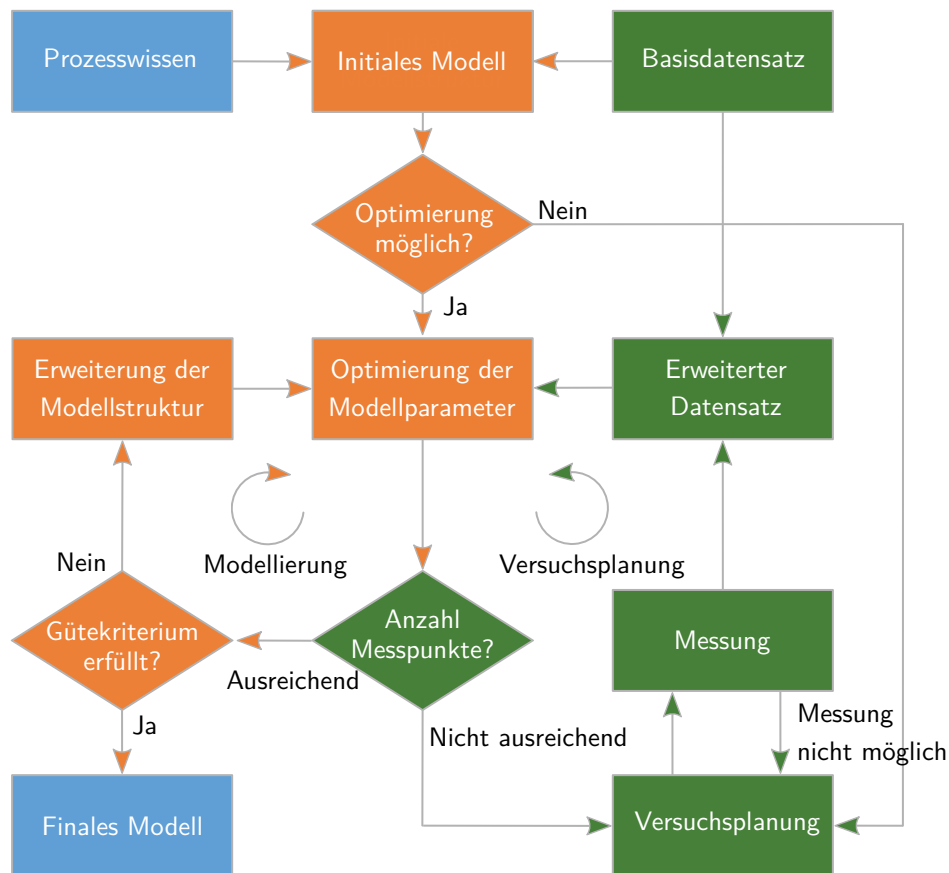 Prozesswissen
Initiales Modell
Basisdatensatz
Optimierung
möglich?
Nein
Ja
Erweiterung der
Modellstruktur
Optimierung der
Modellparameter
Erweiterter
Datensatz
Nein
Modellierung
Versuchsplanung
Gütekriterium
erfüllt?
Ausreichend
Anzahl
Messpunkte?
Messung
Ja
Nicht ausreichend
Messung
nicht möglich
Finales Modell
Versuchsplanung